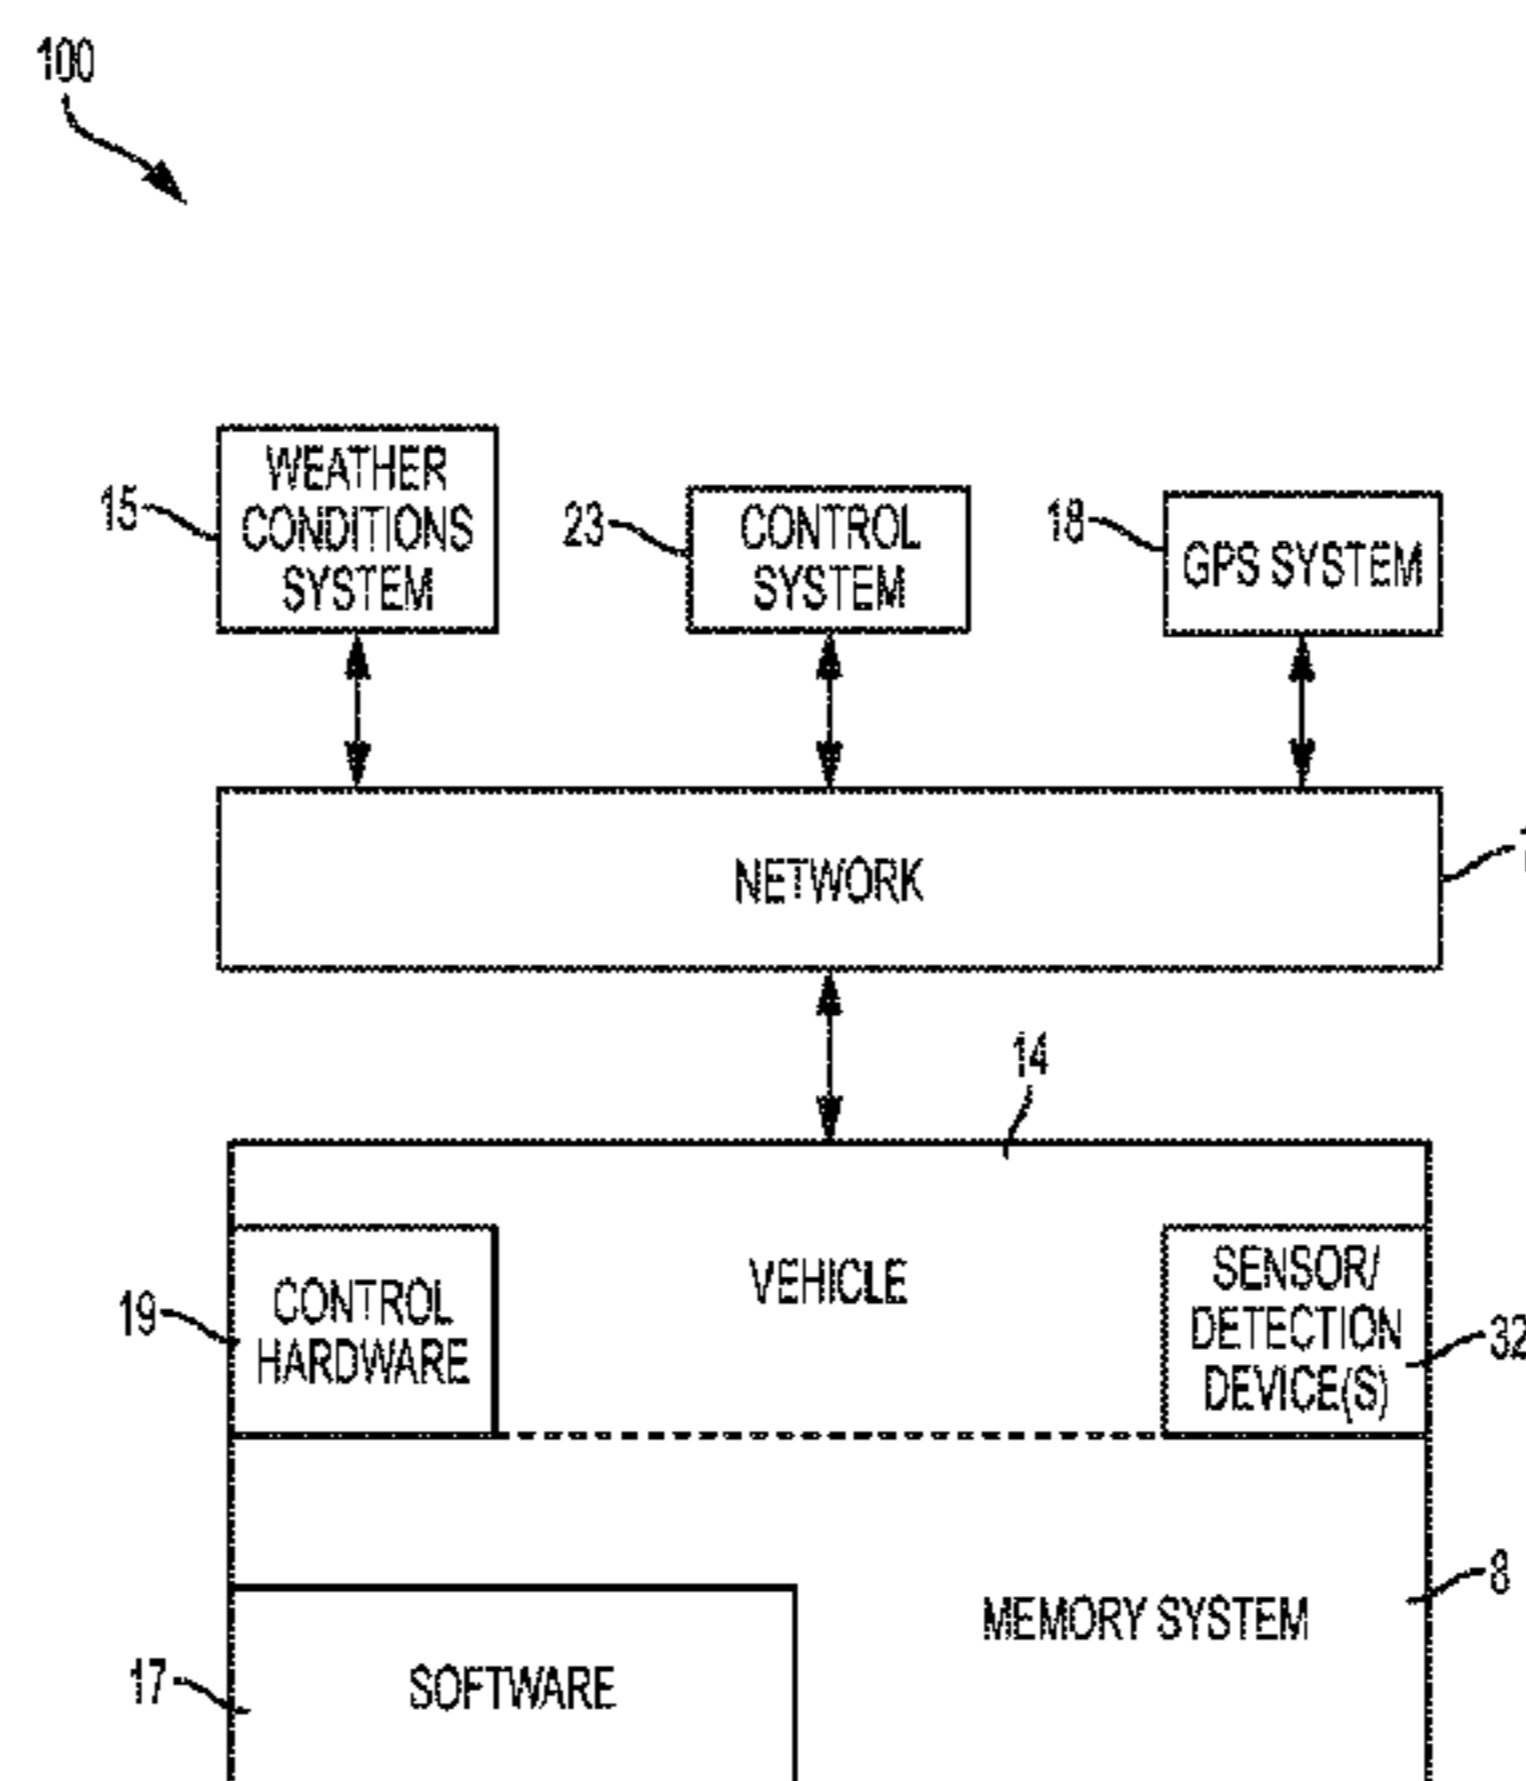 100
WEATHER
CONDITIONS
SYSTEM
15
CONTROL
SYSTEM
23
GPS SYSTEM
18
NETWORK
14
VEHICLE
CONTROL
HARDWARE
19
SENSOR/
DETECTION
DEVICE(S)
32
MEMORY SYSTEM
8
SOFTWARE
17